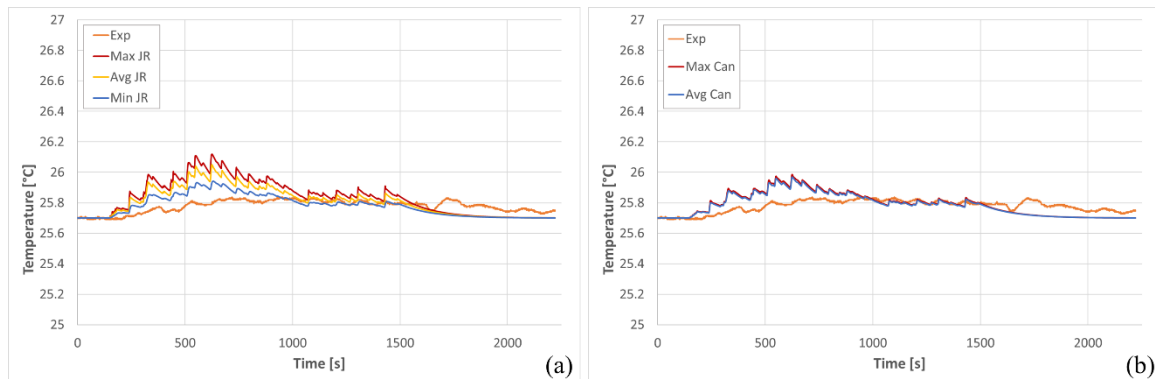 27
26.8
26.6
26.4
26.2
26
25.8
25.6
25.4
25.2
25
Temperature [°C]
Exp
Max JR
Avg JR
Min JR
0
500
1000
1500
2000
Time [s]
(a)
27
26.8
26.6
26.4
26.2
26
25.8
25.6
25.4
25.2
25
Temperature [°C]
Exp
Max Can
Avg Can
0
500
1000
1500
2000
Time [s]
(b)